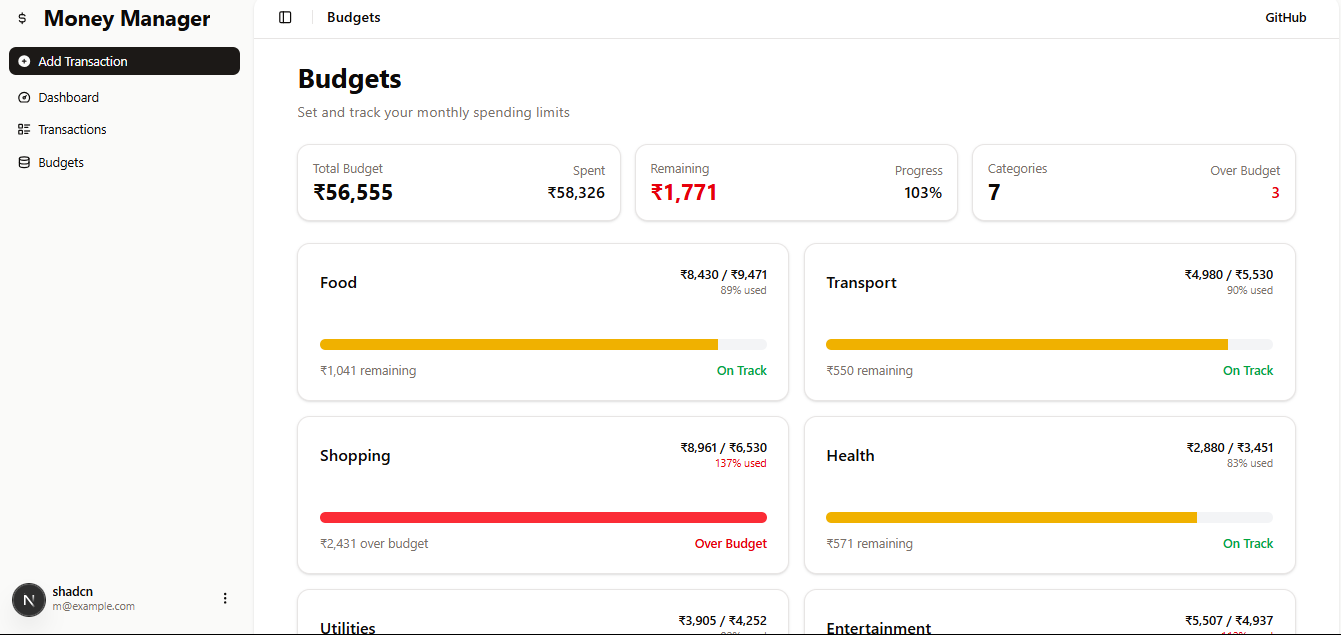 $ Money Manager
Add Transaction
Dashboard
Transactions
Budgets
shadcn
m@example.com
N
Budgets
GitHub
Budgets
Set and track your monthly spending limits
Total Budget
₹56,555
Spent
₹58,326
Remaining
₹1,771
Progress
103%
Categories
7
Over Budget
3
Food
₹8,430 / ₹9,471
89% used
₹1,041 remaining
On Track
Transport
₹4,980 / ₹5,530
90% used
₹550 remaining
On Track
Shopping
₹8,961 / ₹6,530
137% used
₹2,431 over budget
Over Budget
Health
₹2,880 / ₹3,451
83% used
₹571 remaining
On Track
Utilities
₹3,905 / ₹4,252
Entertainment
₹5,507 / ₹4,937